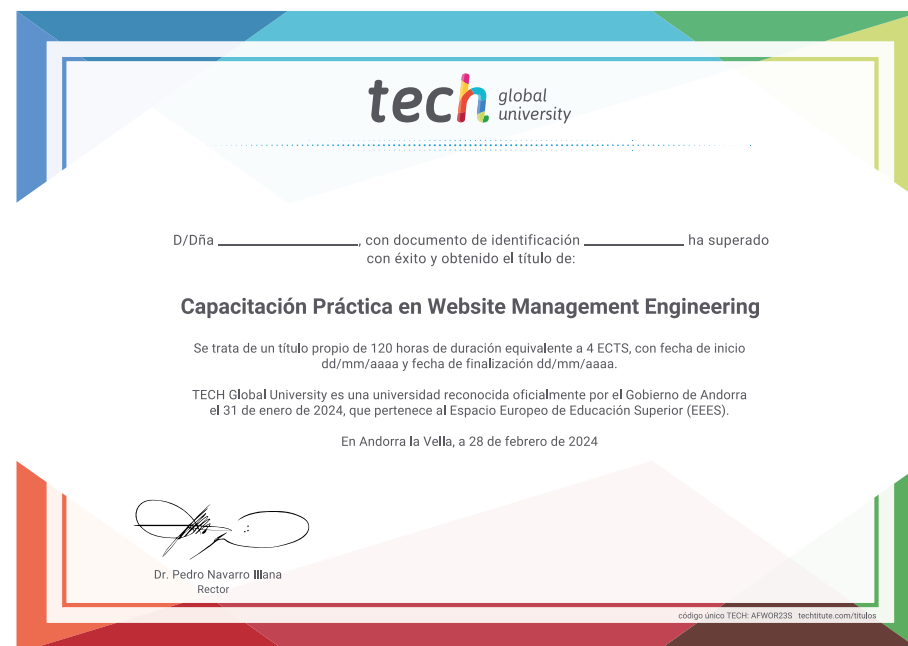 tech global university
D/Dña ____________________, con documento de identificación ______________ ha superado
con éxito y obtenido el título de:
Capacitación Práctica en Website Management Engineering
Se trata de un título propio de 120 horas de duración equivalente a 4 ECTS, con fecha de inicio
dd/mm/aaaa y fecha de finalización dd/mm/aaaa.
TECH Global University es una universidad reconocida oficialmente por el Gobierno de Andorra
el 31 de enero de 2024, que pertenece al Espacio Europeo de Educación Superior (EEES).
En Andorra la Vella, a 28 de febrero de 2024
Dr. Pedro Navarro Illana
Rector
código único TECH: AFWOR23S techtitute.com/titulos